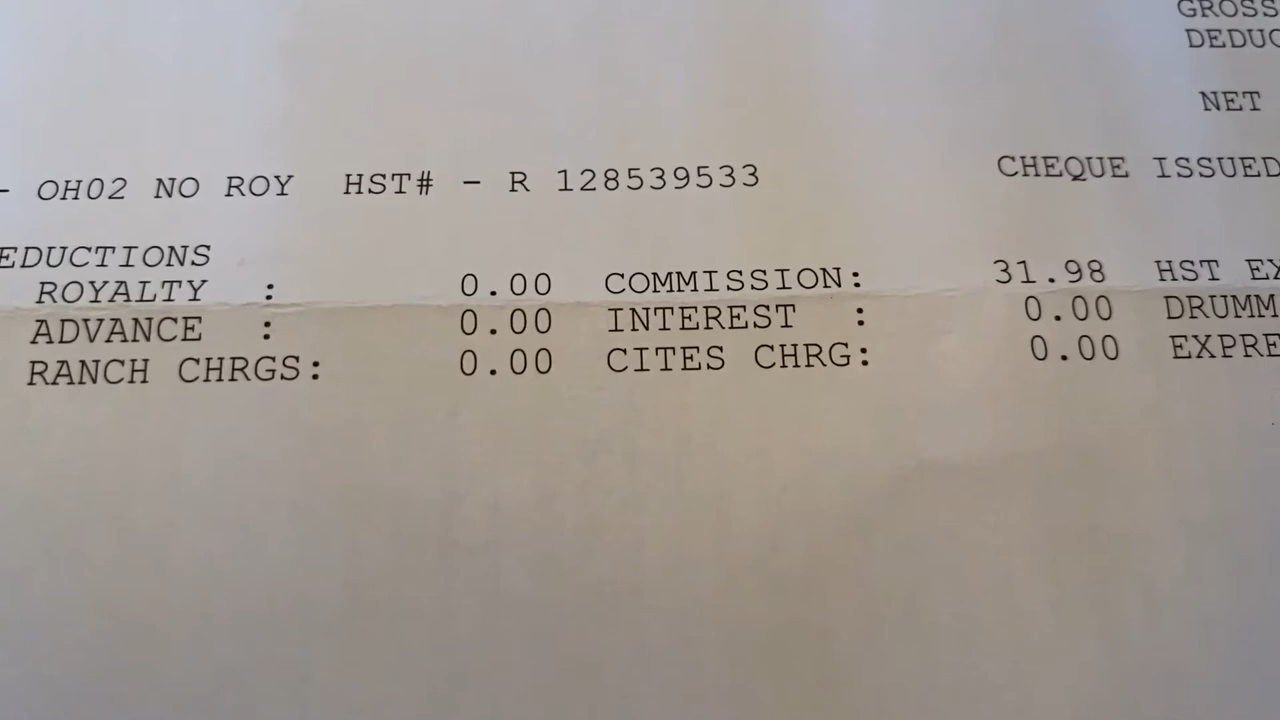 GROSS
DEDUC
NET
- OH02 NO ROY HST# - R 128539533 CHEQUE ISSUED
EDUCTIONS
ROYALTY : 0.00 COMMISSION: 31.98 HST EX
ADVANCE : 0.00 INTEREST : 0.00 DRUMM
RANCH CHRGS: 0.00 CITES CHRG: 0.00 EXPRE